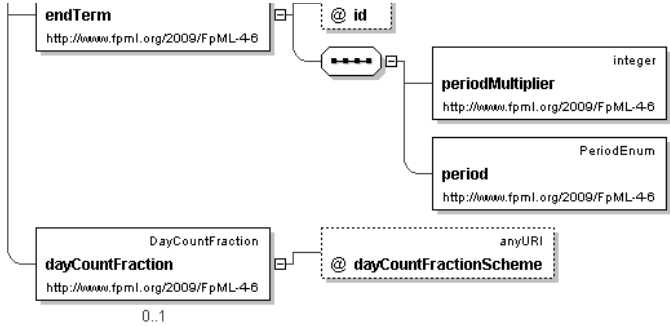 endTerm
http://www.fpml.org/2009/FpML-4-6
@ id
integer
periodMultiplier
http://www.fpml.org/2009/FpML-4-6
PeriodEnum
period
http://www.fpml.org/2009/FpML-4-6
DayCountFraction
dayCountFraction
http://www.fpml.org/2009/FpML-4-6
0..1
anyURI
@ dayCountFractionScheme